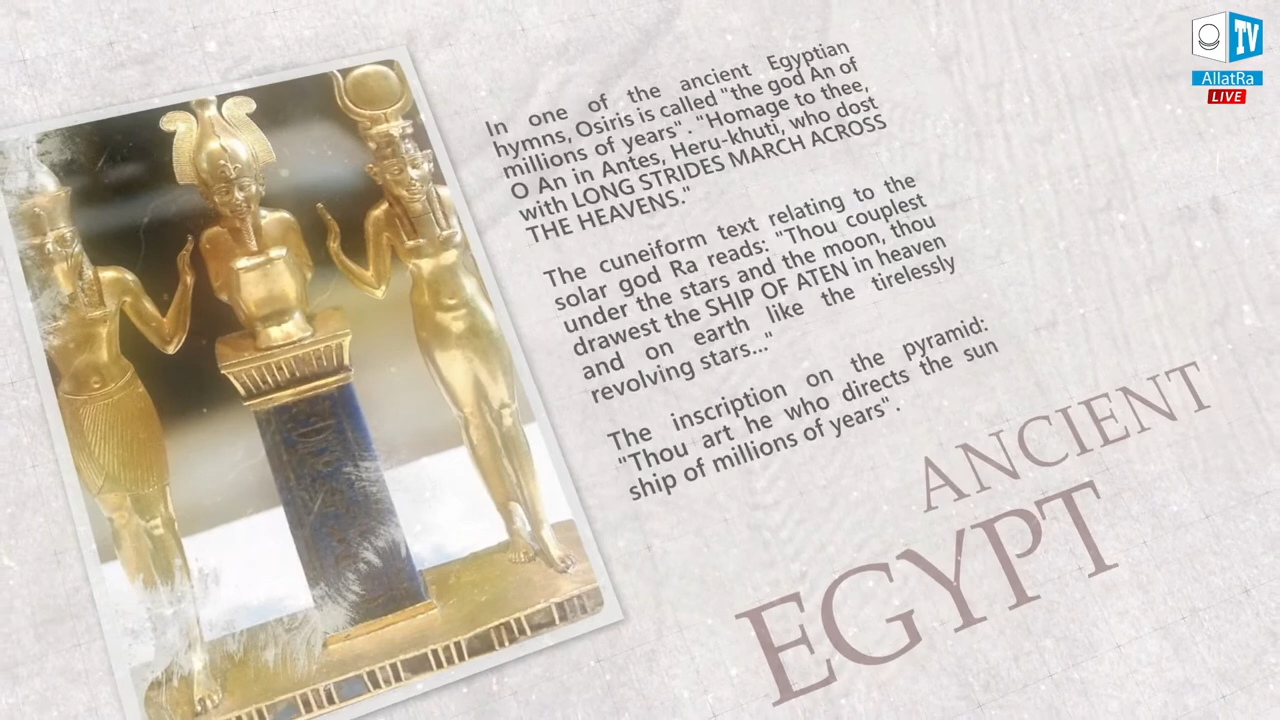 In one of the ancient Egyptian
hymns, Osiris is called "the god An of
millions of years". "Homage to thee,
O An in Antes, Heru-khuti, who dost
with LONG STRIDES MARCH ACROSS
THE HEAVENS."
The cuneiform text relating to the
solar god Ra reads: "Thou couplest
under the stars and the moon, thou
drawest the SHIP OF ATEN in heaven
and on earth like the tirelessly
revolving stars..."
The inscription on the pyramid:
"Thou art he who directs the sun
ship of millions of years".
ANCIENT
EGYPT
TV
AllatRa
LIVE